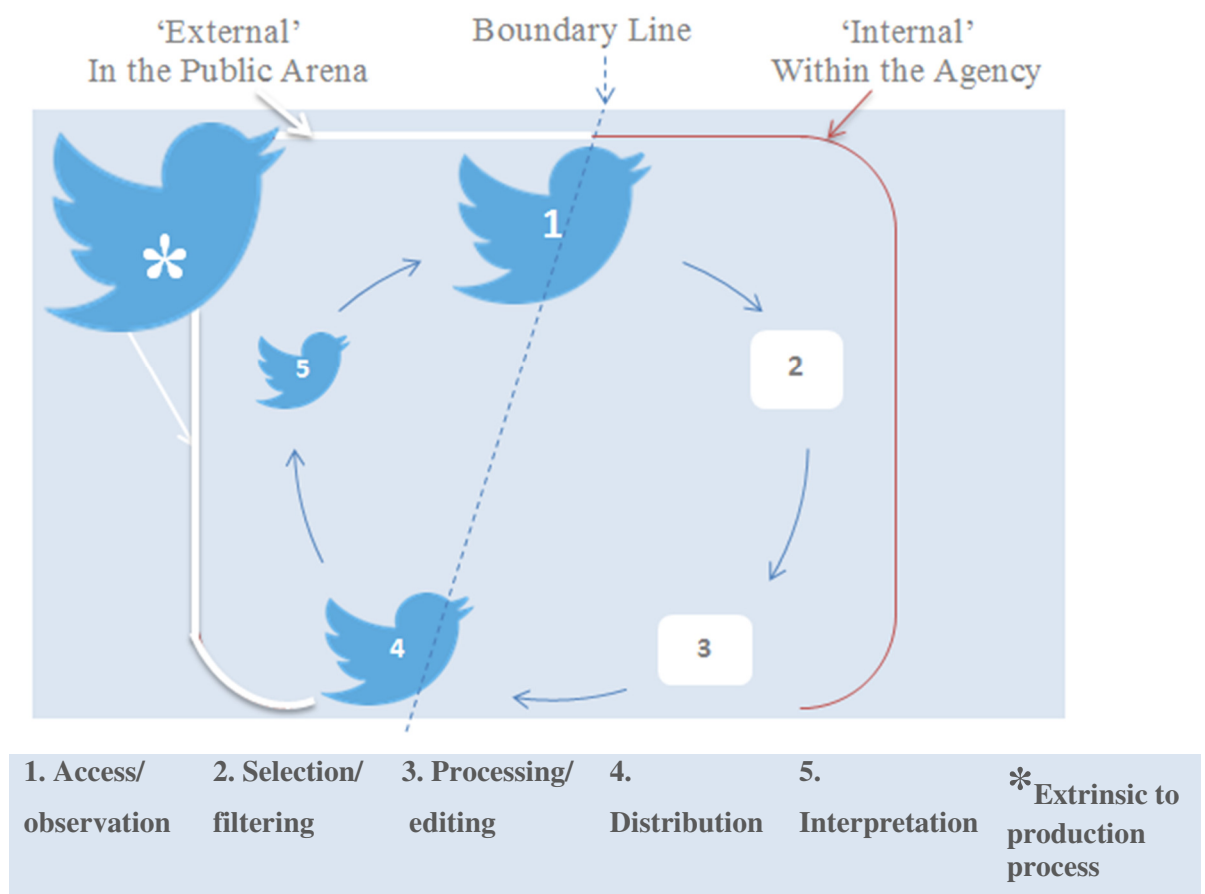 ‘External’
In the Public Arena
Boundary Line
‘Internal’
Within the Agency
*
1
5
2
4
3
1. Access/
observation
2. Selection/
filtering
3. Processing/
editing
4.
Distribution
5.
Interpretation
*Extrinsic to
production
process